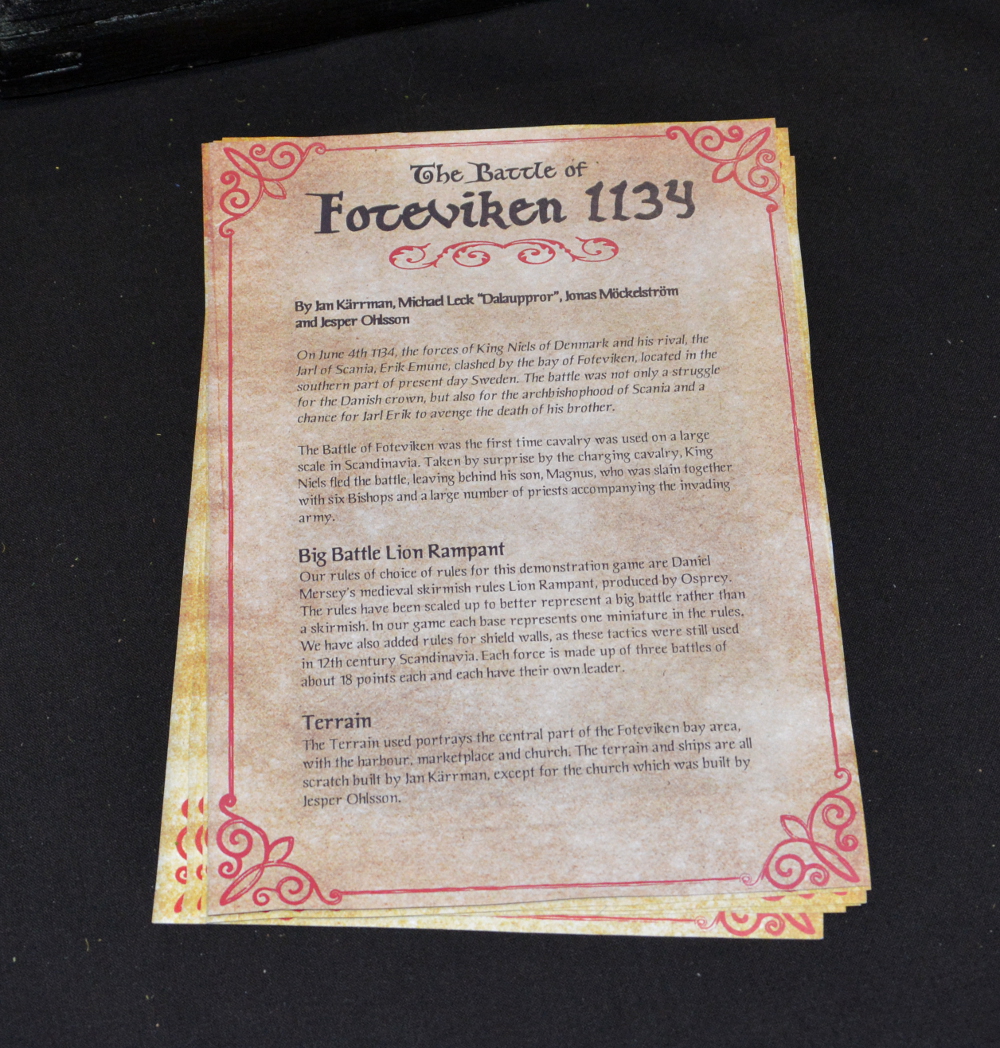 The Battle of
Foteviken 1134
By Jan Kärrman, Michael Leck "Dalauppror", Jonas Möckelström
and Jesper Ohlsson
On June 4th 1134, the forces of King Niels of Denmark and his rival, the
Jarl of Scania, Erik Emune, clashed by the bay of Foteviken, located in the
southern part of present day Sweden. The battle was not only a struggle
for the Danish crown, but also for the archbishophood of Scania and a
chance for Jarl Erik to avenge the death of his brother.
The Battle of Foteviken was the first time cavalry was used on a large
scale in Scandinavia. Taken by surprise by the charging cavalry, King
Niels fled the battle, leaving behind his son, Magnus, who was slain together
with six Bishops and a large number of priests accompanying the invading
army.
Big Battle Lion Rampant
Our rules of choice of rules for this demonstration game are Daniel
Mersey's medieval skirmish rules Lion Rampant, produced by Osprey.
The rules have been scaled up to better represent a big battle rather than
a skirmish. In our game each base represents one miniature in the rules.
We have also added rules for shield walls, as these tactics were still used
in 12th century Scandinavia. Each force is made up of three battles of
about 18 points each and each have their own leader.
Terrain
The Terrain used portrays the central part of the Foteviken bay area,
with the harbour, marketplace and church. The terrain and ships are all
scratch built by Jan Kärrman, except for the church which was built by
Jesper Ohlsson.